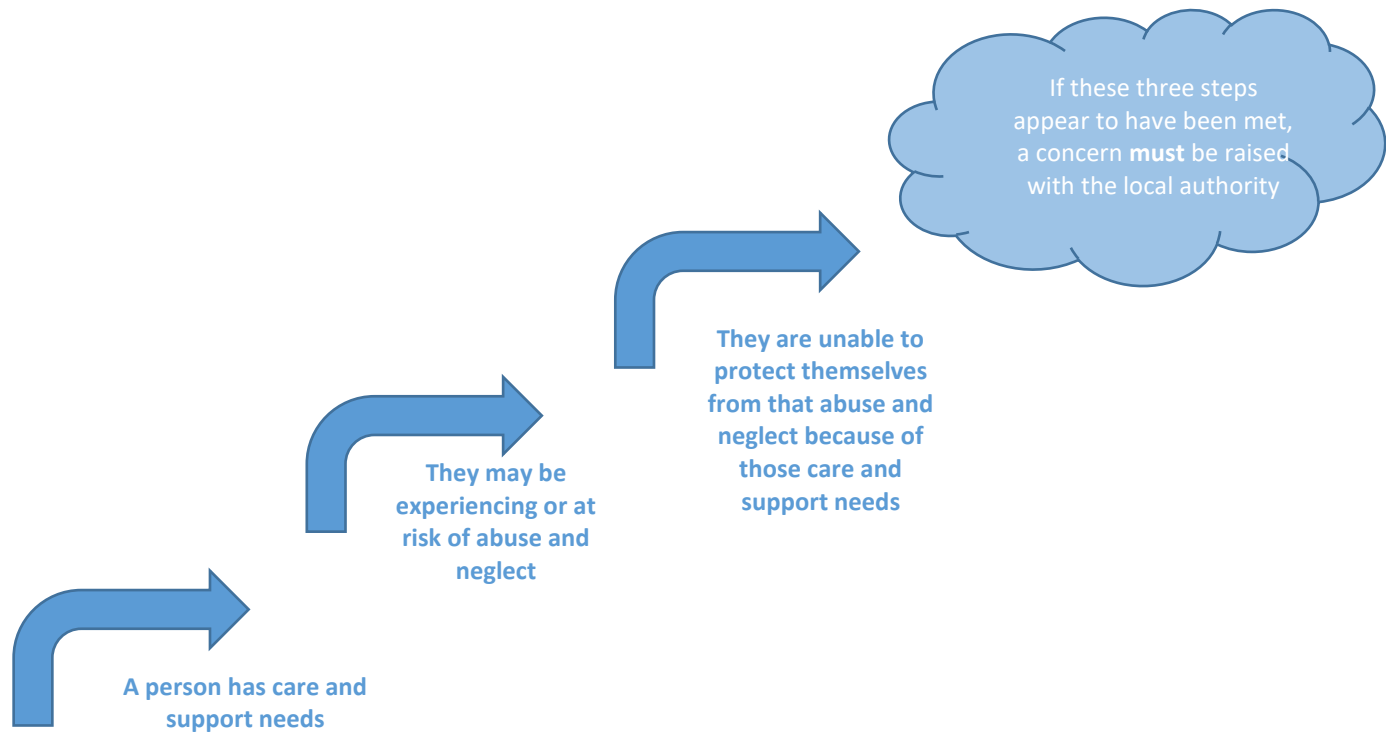 If these three steps
appear to have been met,
a concern must be raised
with the local authority
They are unable to
protect themselves
from that abuse and
neglect because of
those care and
support needs
They may be
experiencing or at
risk of abuse and
neglect
A person has care and
support needs